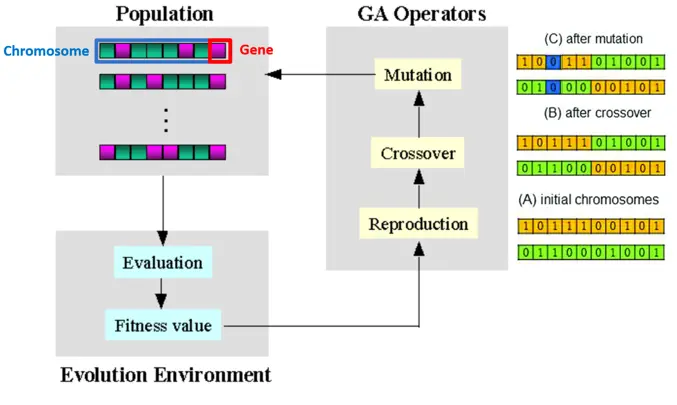 Population
Chromosome
Gene
Evaluation
Fitness value
Evolution Environment
GA Operators
Mutation
Crossover
Reproduction
(C) after mutation
1 0 0 1 1 0 1 0 0 1
0 1 0 0 0 0 0 1 0 1
(B) after crossover
1 0 1 1 1 0 1 0 0 1
0 1 1 0 0 0 0 1 0 1
(A) initial chromosomes
1 0 1 1 1 0 0 1 0 1
0 1 1 0 0 0 1 0 0 1